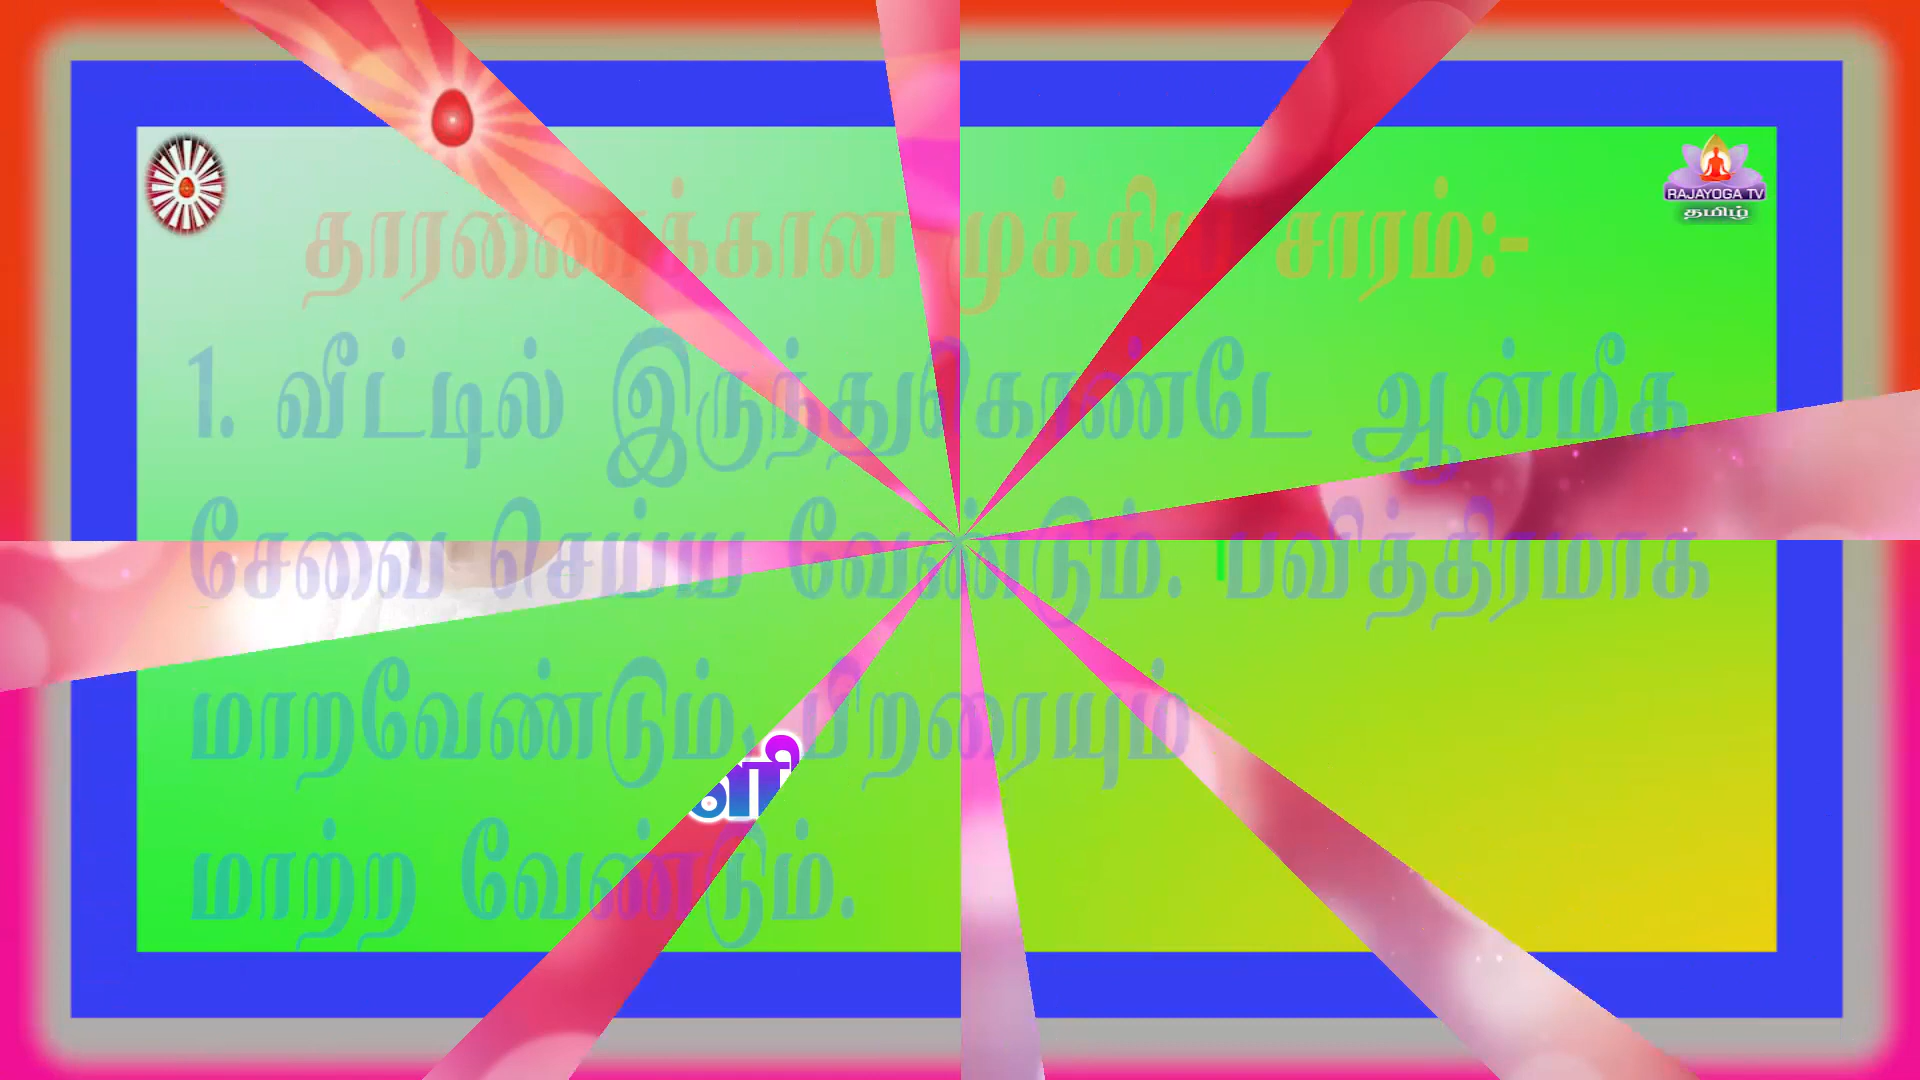 RAJAYOGA TV
தமிழ்
தாரணைக்கான முக்கிய சாரம்:-
1. வீட்டில் இருந்துகொண்டே ஆன்மீக
சேவை செய்ய வேண்டும். பவித்திரமாக
மாறவேண்டும். பிறரையும்
மாற்ற வேண்டும்.